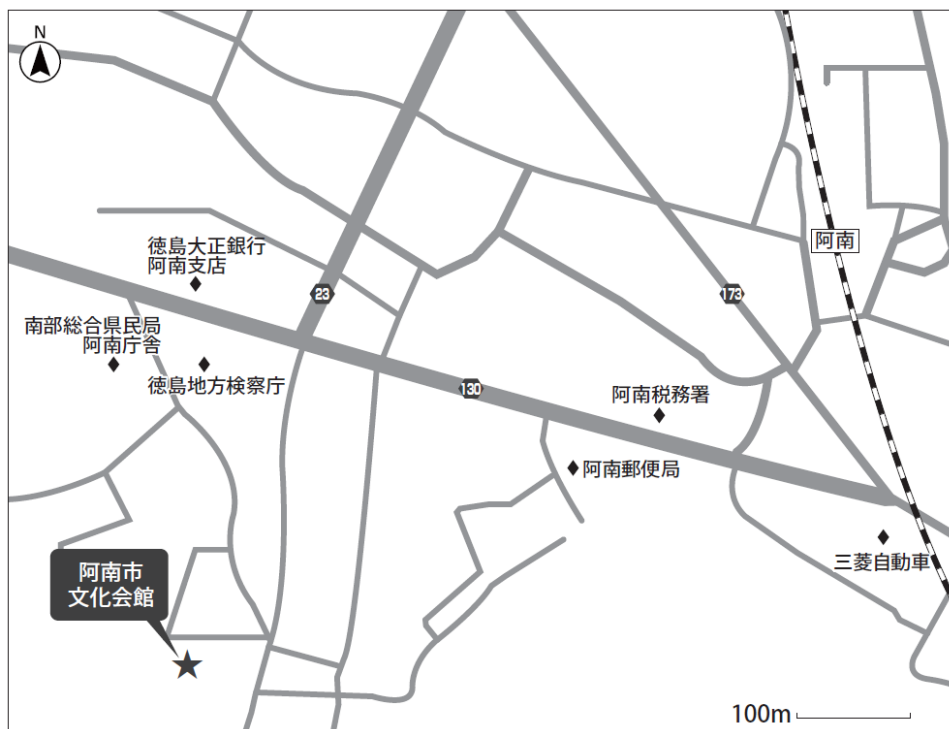 N
阿南
徳島大正銀行
阿南支店
23
173
南部総合県民局
阿南庁舎
徳島地方検察庁
130
阿南税務署
阿南郵便局
三菱自動車
阿南市
文化会館
100m